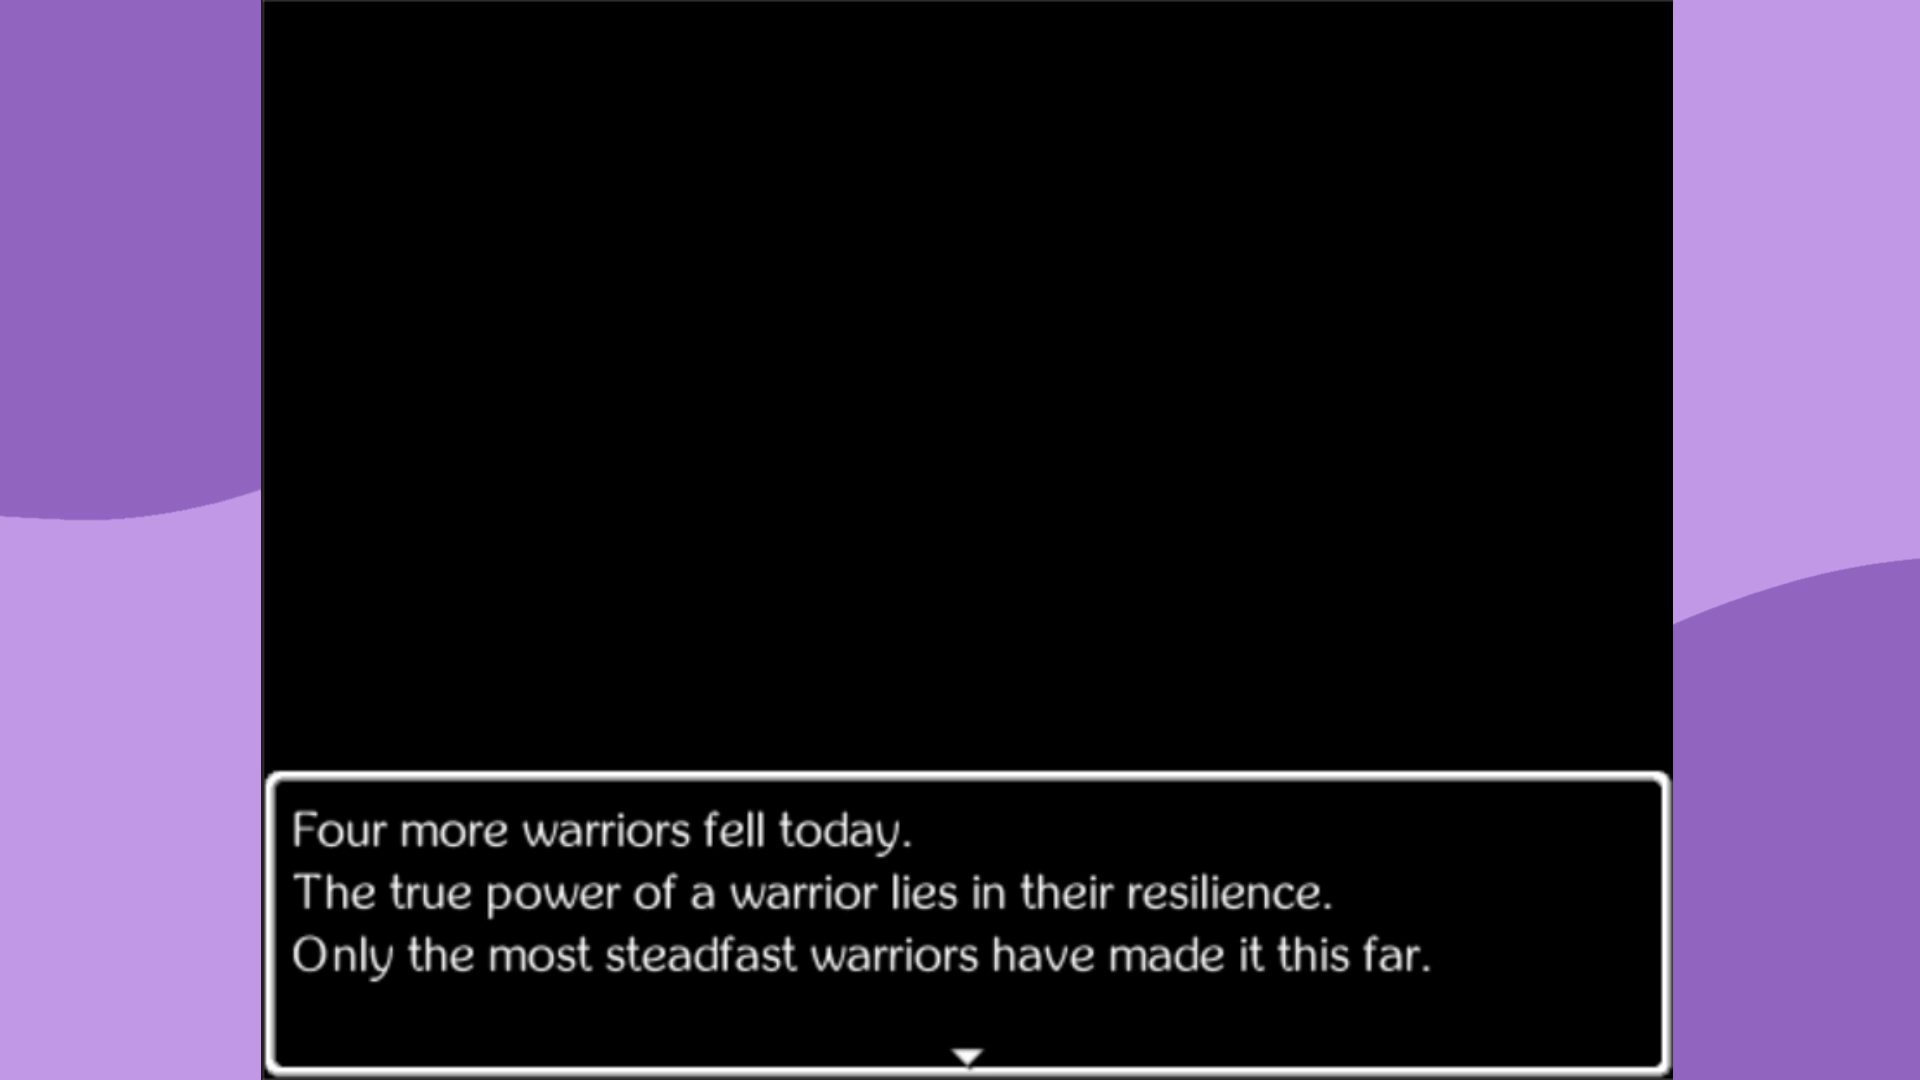 Four more warriors fell today.
The true power of a warrior lies in their resilience.
Only the most steadfast warriors have made it this far.